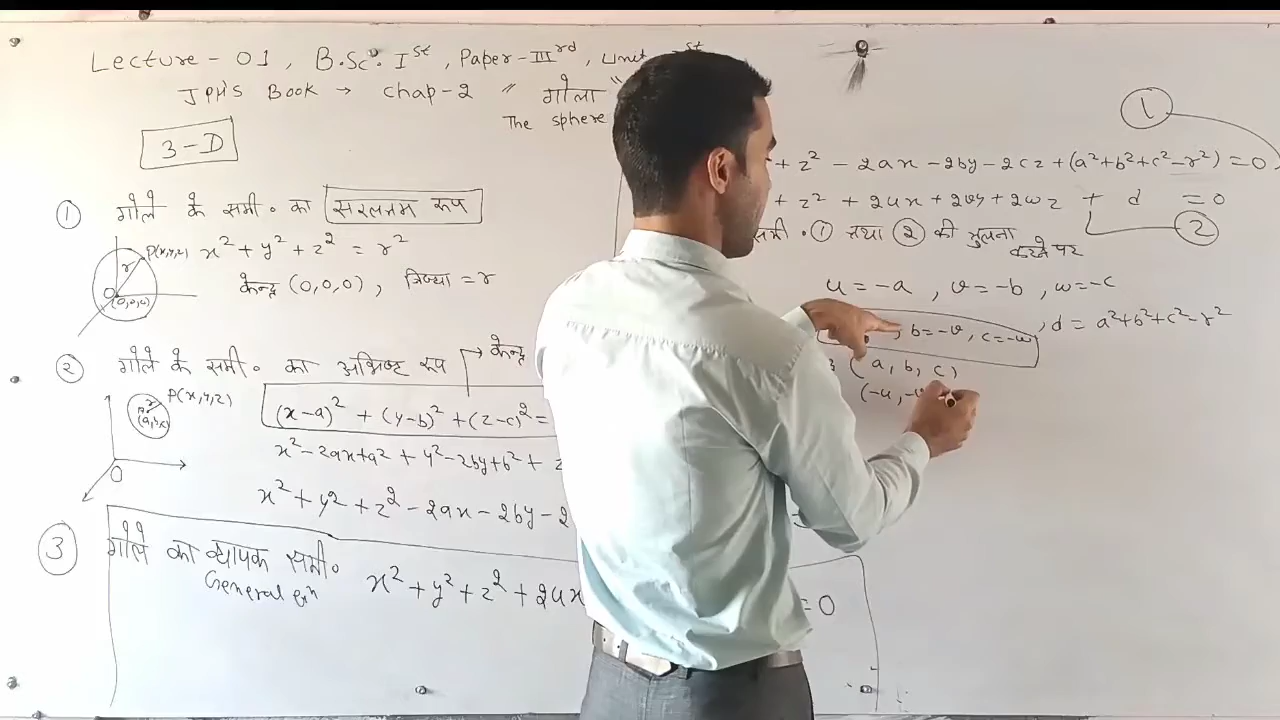 Lecture - 01, B.Sc. Iˢᵗ, Paper-IIIʳᵈ, Unit ˢᵗ
JPH'S Book → Chap-2 " गोला "
The sphere
3-D
① गोले के समी० का सरलतम रूप
P(x,y,z) x² + y² + z² = r²
r
O
(0,0,0)
केन्द्र (0,0,0), त्रिज्या = r
② गोले के समी० का अभिष्ट रूप → केन्द्र
P(x,y,z)
r
O
(x-a)² + (y-b)² + (z-c)² =
x² - 2ax + a² + y² - 2by + b² + z
x² + y² + z² - 2ax - 2by - 2
③ गोले का व्यापक समी०
General Eqn
x² + y² + z² + 2ux = 0
①
+ z² - 2ax - 2by - 2cz + (a² + b² + c² - r²) = 0
+ z² + 2ux + 2vy + 2wz + d = 0
②
समी० ① तथा ② की तुलना करने पर
u = -a, v = -b, w = -c
, b = -v, c = -w, d = a² + b² + c² - r²
(a, b, c)
(-u, -v